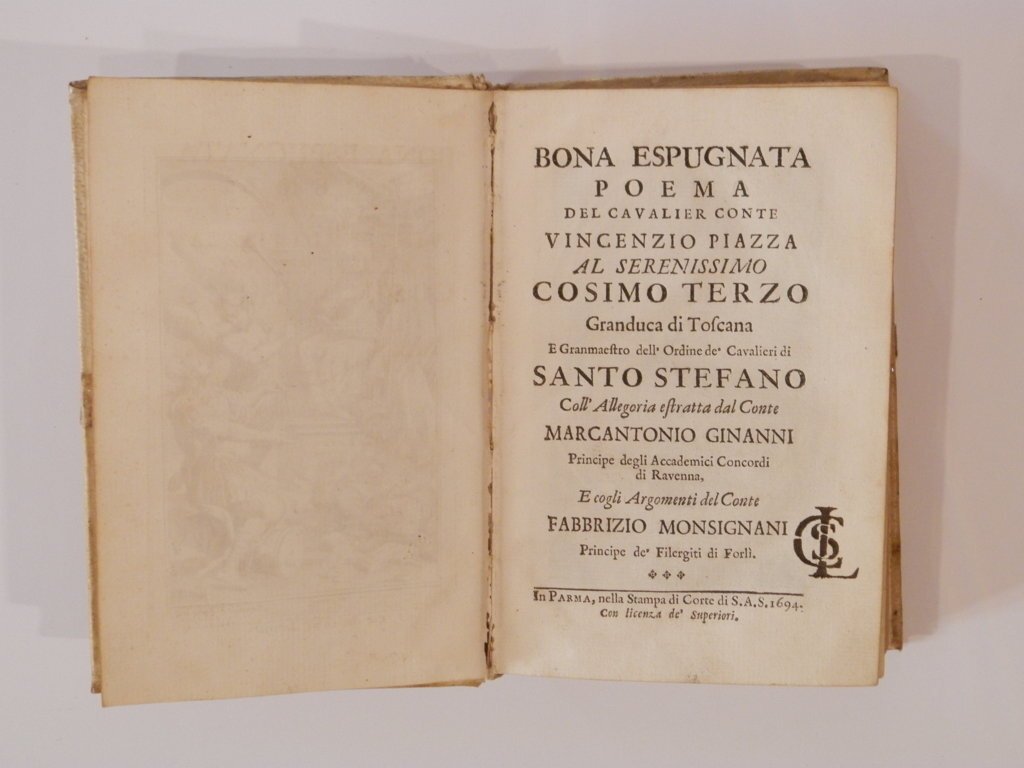 BONA ESPUGNATA
POEMA
DEL CAVALIER CONTE
VINCENZIO PIAZZA
AL SERENISSIMO
COSIMO TERZO
Granduca di Toſcana
E Granmaeſtro dell' Ordine de' Cavalieri di
SANTO STEFANO
Coll' Allegoria eſtratta dal Conte
MARCANTONIO GINANNI
Principe degli Accademici Concordi
di Ravenna,
E cogli Argomenti del Conte
FABBRIZIO MONSIGNANI
Principe de' Filergiti di Forlì.
In PARMA, nella Stampa di Corte di S.A.S. 1694.
Con licenza de' Superiori.